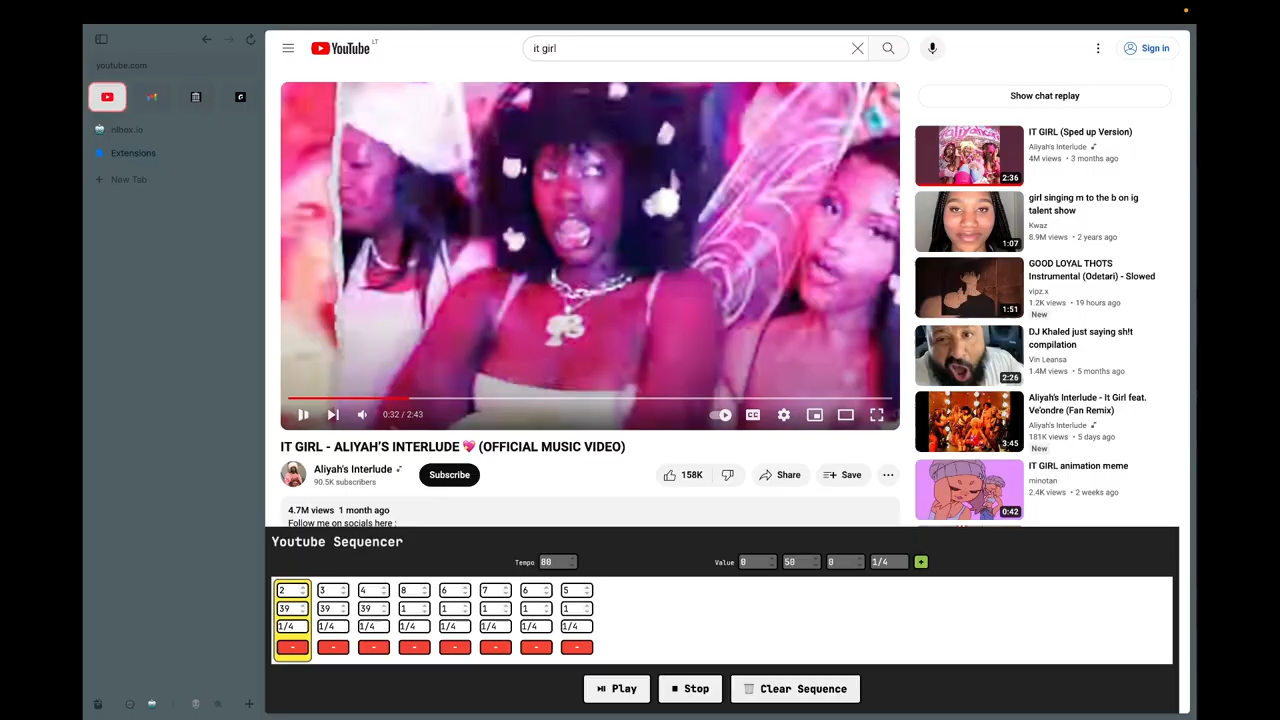 youtube.com
nlbox.io
Extensions
New Tab
YouTube LT
it girl
Sign in
0:32 / 2:43
CC
IT GIRL - ALIYAH'S INTERLUDE 💖 (OFFICIAL MUSIC VIDEO)
Aliyah's Interlude
90.5K subscribers
Subscribe
158K
Share
Save
4.7M views 1 month ago
Follow me on socials here :
Show chat replay
2:36
IT GIRL (Sped up Version)
Aliyah's Interlude
4M views • 3 months ago
1:07
girl singing m to the b on ig
talent show
Kwaz
8.9M views • 2 years ago
1:51
GOOD LOYAL THOTS
Instrumental (Odetari) - Slowed
vipz.x
1.2K views • 19 hours ago
New
2:26
DJ Khaled just saying sh!t
compilation
Vin Leansa
1.4M views • 5 months ago
3:45
Aliyah's Interlude - It Girl feat.
Ve'ondre (Fan Remix)
Aliyah's Interlude
181K views • 5 days ago
New
0:42
IT GIRL animation meme
minotan
2.4K views • 2 weeks ago
Youtube Sequencer
Tempo 80 Value 0 50 0 1/4 +
2 3 4 8 6 7 6 5
39 39 39 1 1 1 1 1
1/4 1/4 1/4 1/4 1/4 1/4 1/4 1/4
- - - - - - - -
Play Stop Clear Sequence